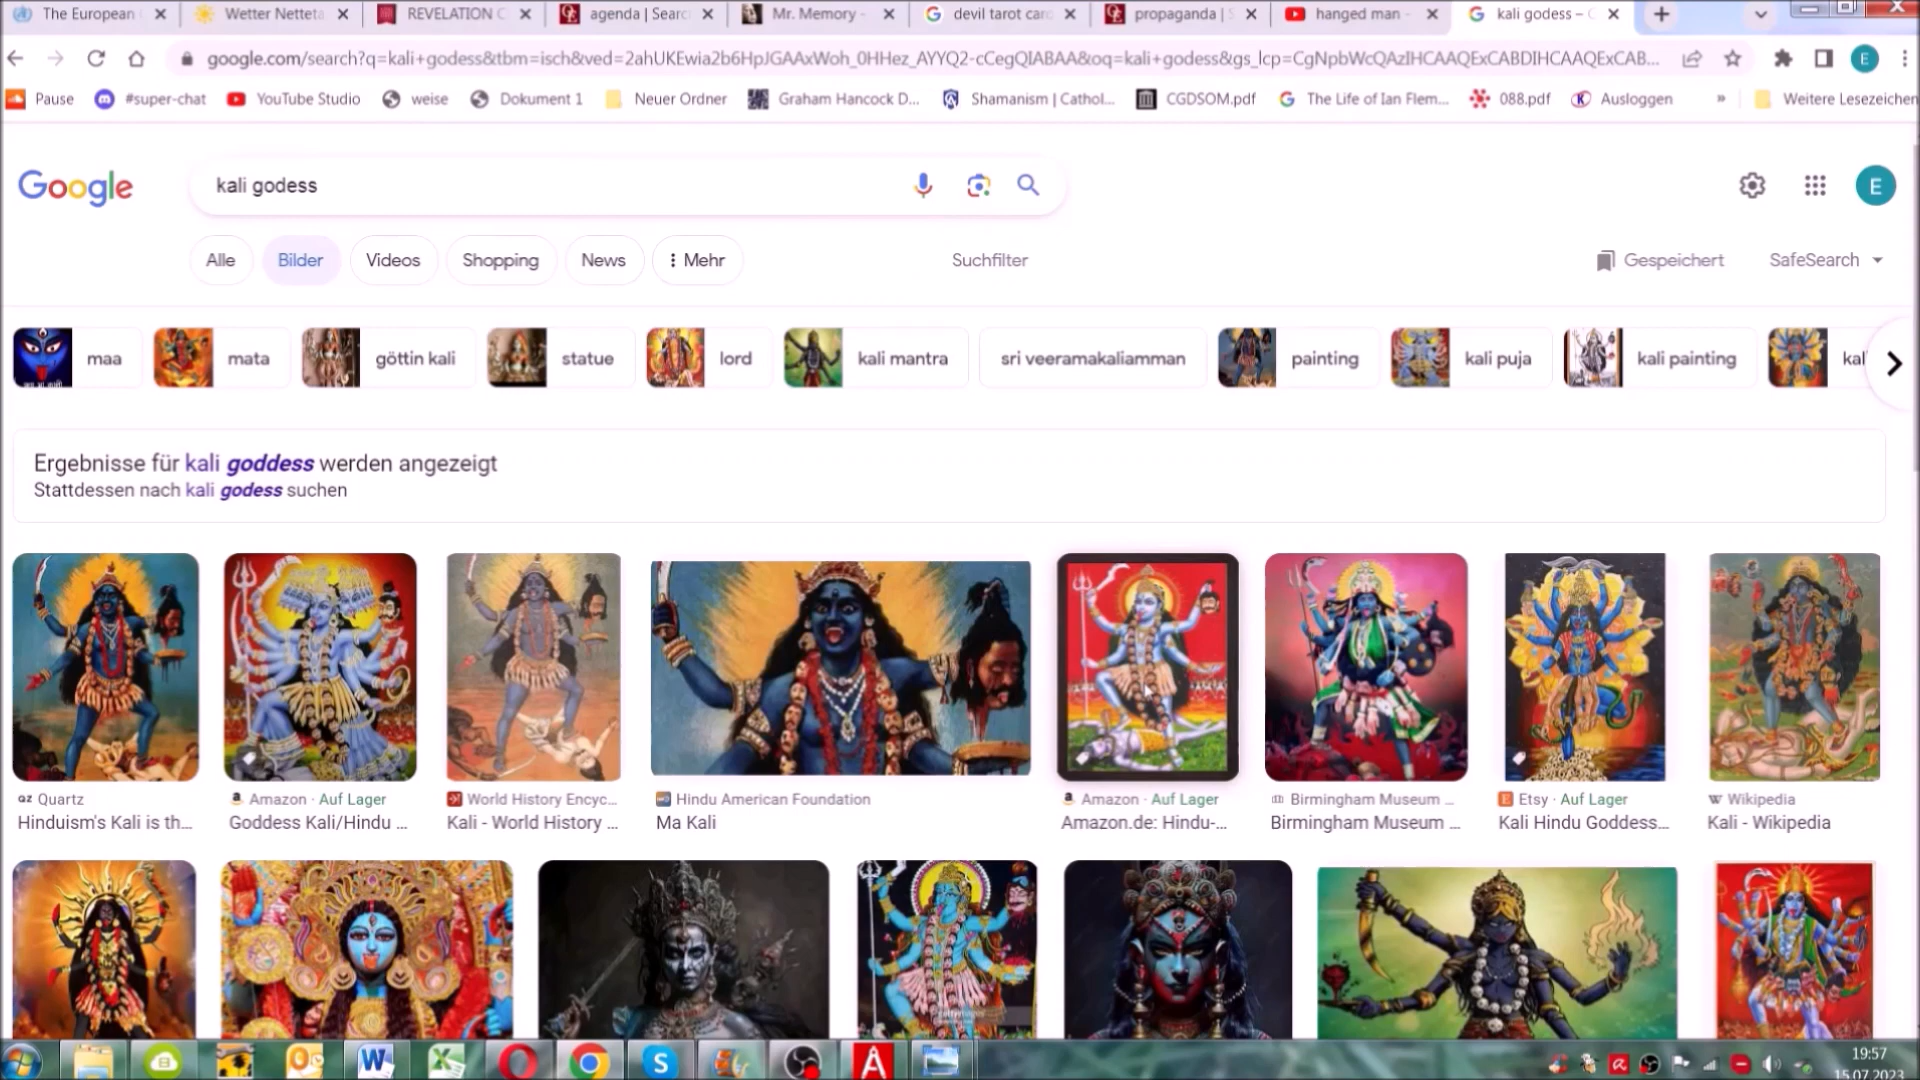 The European
Wetter Netteta
REVELATION C
agenda | Searc
Mr. Memory -
devil tarot card
propaganda | S
hanged man -
kali godess – G
google.com/search?q=kali+godess&tbm=isch&ved=2ahUKEwia2b6HpJGAAxWoh_0HHez_AYYQ2-cCegQIABAA&oq=kali+godess&gs_lcp=CgNpbWcQAzIHCAAQExCABDIHCAAQExCAB...
E
Pause
#super-chat
YouTube Studio
weise
Dokument 1
Neuer Ordner
Graham Hancock D...
Shamanism | Cathol...
CGDSOM.pdf
The Life of Ian Flem...
088.pdf
Ausloggen
»
Weitere Lesezeichen
Google
kali godess
E
Alle
Bilder
Videos
Shopping
News
Mehr
Suchfilter
Gespeichert
SafeSearch
maa
mata
göttin kali
statue
lord
kali mantra
sri veeramakaliamman
painting
kali puja
kali painting
kal
Ergebnisse für kali goddess werden angezeigt
Stattdessen nach kali godess suchen
Quartz
Hinduism's Kali is th...
Amazon · Auf Lager
Goddess Kali/Hindu ...
World History Encyc...
Kali - World History ...
Hindu American Foundation
Ma Kali
Amazon · Auf Lager
Amazon.de: Hindu-...
Birmingham Museum ...
Birmingham Museum ...
Etsy · Auf Lager
Kali Hindu Goddess...
Wikipedia
Kali - Wikipedia
19:57
15.07.2023